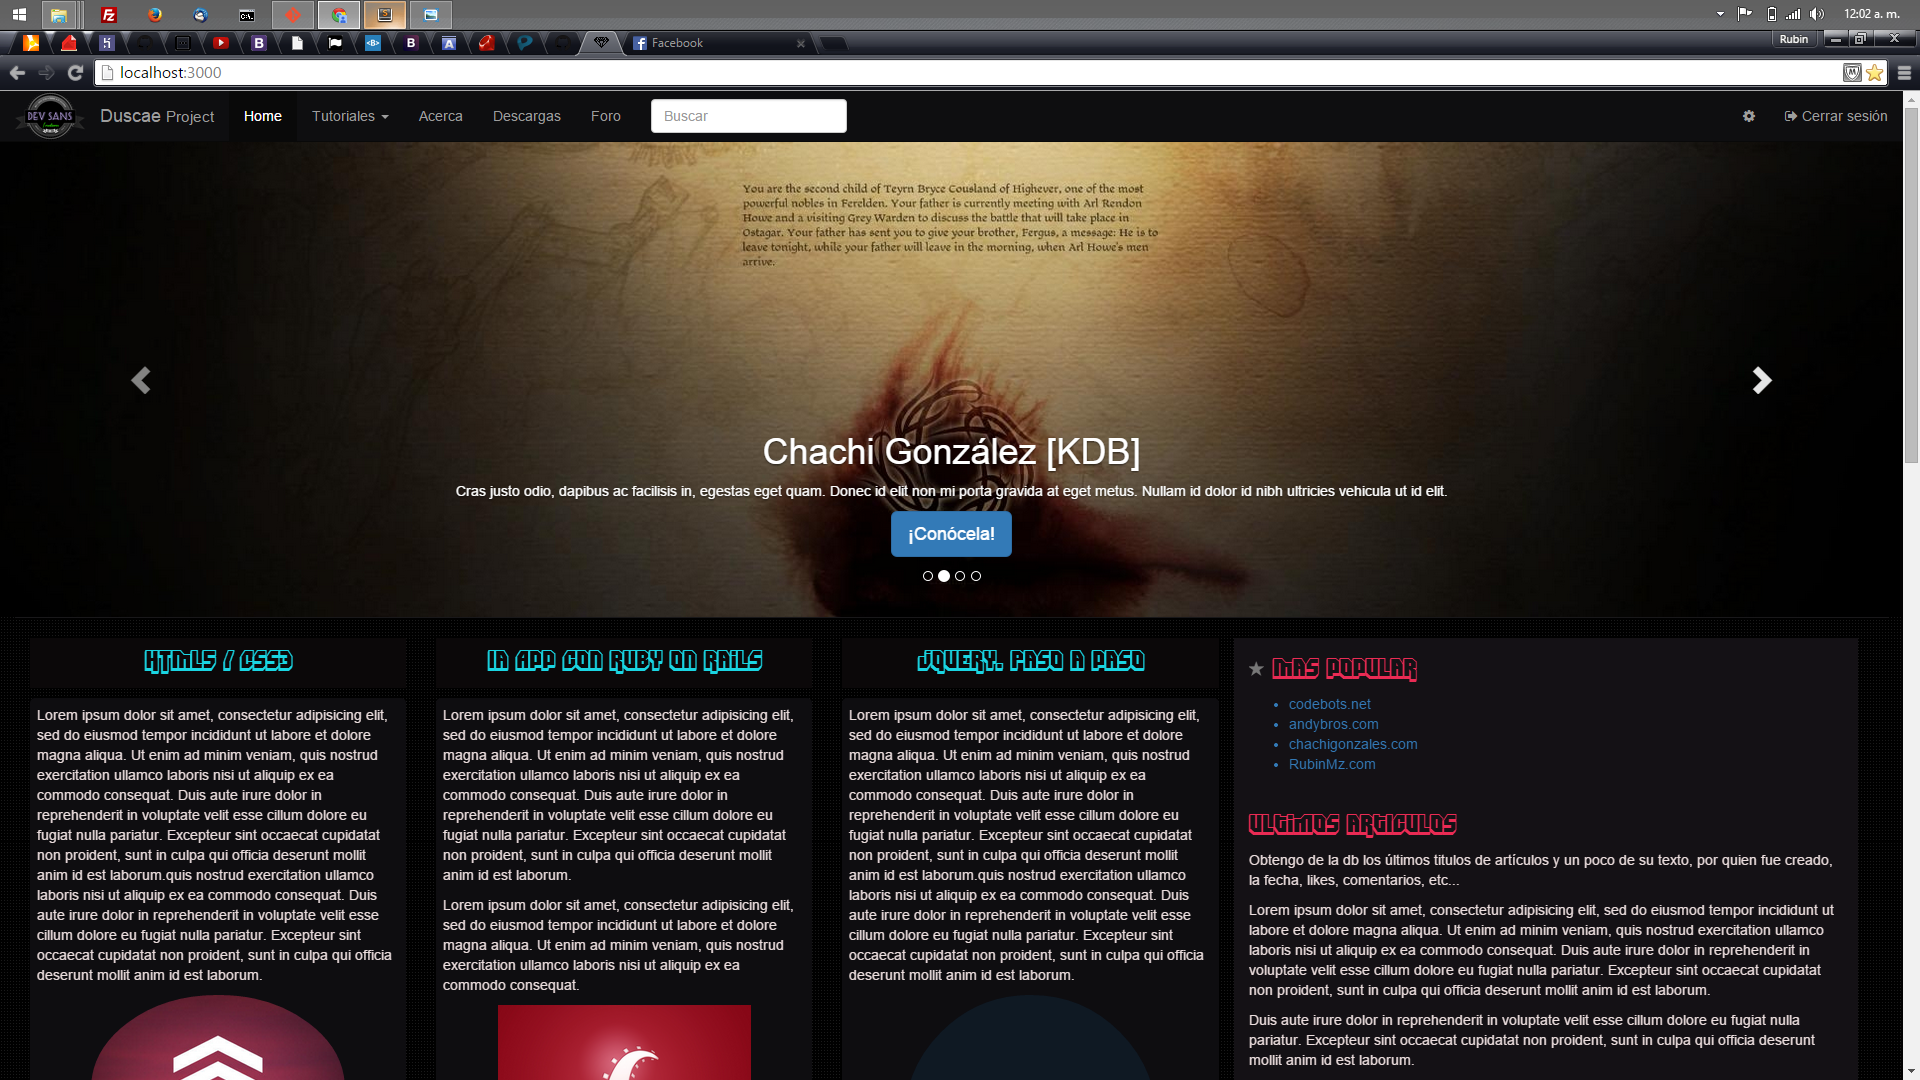 12:02 a. m.
Facebook
Rubin
localhost:3000
DEV SANS
Duscae Project
Home
Tutoriales
Acerca
Descargas
Foro
Buscar
Cerrar sesión
You are the second child of Teyrn Bryce Cousland of Highever, one of the most
powerful nobles in Ferelden. Your father is currently meeting with Arl Rendon
Howe and a visiting Grey Warden to discuss the battle that will take place in
Ostagar. Your father has sent you to give your brother, Fergus, a message: He is to
leave tonight, while your father will leave in the morning, when Arl Howe's men
arrive.
Chachi González [KDB]
Cras justo odio, dapibus ac facilisis in, egestas eget quam. Donec id elit non mi porta gravida at eget metus. Nullam id dolor id nibh ultricies vehicula ut id elit.
¡Conócela!
HTML5 / CSS3
Lorem ipsum dolor sit amet, consectetur adipisicing elit,
sed do eiusmod tempor incididunt ut labore et dolore
magna aliqua. Ut enim ad minim veniam, quis nostrud
exercitation ullamco laboris nisi ut aliquip ex ea
commodo consequat. Duis aute irure dolor in
reprehenderit in voluptate velit esse cillum dolore eu
fugiat nulla pariatur. Excepteur sint occaecat cupidatat
non proident, sunt in culpa qui officia deserunt mollit
anim id est laborum.quis nostrud exercitation ullamco
laboris nisi ut aliquip ex ea commodo consequat. Duis
aute irure dolor in reprehenderit in voluptate velit esse
cillum dolore eu fugiat nulla pariatur. Excepteur sint
occaecat cupidatat non proident, sunt in culpa qui officia
deserunt mollit anim id est laborum.
1A APP CON RUBY ON RAILS
Lorem ipsum dolor sit amet, consectetur adipisicing elit,
sed do eiusmod tempor incididunt ut labore et dolore
magna aliqua. Ut enim ad minim veniam, quis nostrud
exercitation ullamco laboris nisi ut aliquip ex ea
commodo consequat. Duis aute irure dolor in
reprehenderit in voluptate velit esse cillum dolore eu
fugiat nulla pariatur. Excepteur sint occaecat cupidatat
non proident, sunt in culpa qui officia deserunt mollit
anim id est laborum.
Lorem ipsum dolor sit amet, consectetur adipisicing elit,
sed do eiusmod tempor incididunt ut labore et dolore
magna aliqua. Ut enim ad minim veniam, quis nostrud
exercitation ullamco laboris nisi ut aliquip ex ea
commodo consequat.
JQUERY. PASO A PASO
Lorem ipsum dolor sit amet, consectetur adipisicing elit,
sed do eiusmod tempor incididunt ut labore et dolore
magna aliqua. Ut enim ad minim veniam, quis nostrud
exercitation ullamco laboris nisi ut aliquip ex ea
commodo consequat. Duis aute irure dolor in
reprehenderit in voluptate velit esse cillum dolore eu
fugiat nulla pariatur. Excepteur sint occaecat cupidatat
non proident, sunt in culpa qui officia deserunt mollit
anim id est laborum.quis nostrud exercitation ullamco
laboris nisi ut aliquip ex ea commodo consequat. Duis
aute irure dolor in reprehenderit in voluptate velit esse
cillum dolore eu fugiat nulla pariatur. Excepteur sint
occaecat cupidatat non proident, sunt in culpa qui officia
deserunt mollit anim id est laborum.
MAS POPULAR
codebots.net
andybros.com
chachigonzales.com
RubinMz.com
ULTIMOS ARTICULOS
Obtengo de la db los últimos titulos de artículos y un poco de su texto, por quien fue creado,
la fecha, likes, comentarios, etc...
Lorem ipsum dolor sit amet, consectetur adipisicing elit, sed do eiusmod tempor incididunt ut
labore et dolore magna aliqua. Ut enim ad minim veniam, quis nostrud exercitation ullamco
laboris nisi ut aliquip ex ea commodo consequat. Duis aute irure dolor in reprehenderit in
voluptate velit esse cillum dolore eu fugiat nulla pariatur. Excepteur sint occaecat cupidatat
non proident, sunt in culpa qui officia deserunt mollit anim id est laborum.
Duis aute irure dolor in reprehenderit in voluptate velit esse cillum dolore eu fugiat nulla
pariatur. Excepteur sint occaecat cupidatat non proident, sunt in culpa qui officia deserunt
mollit anim id est laborum.